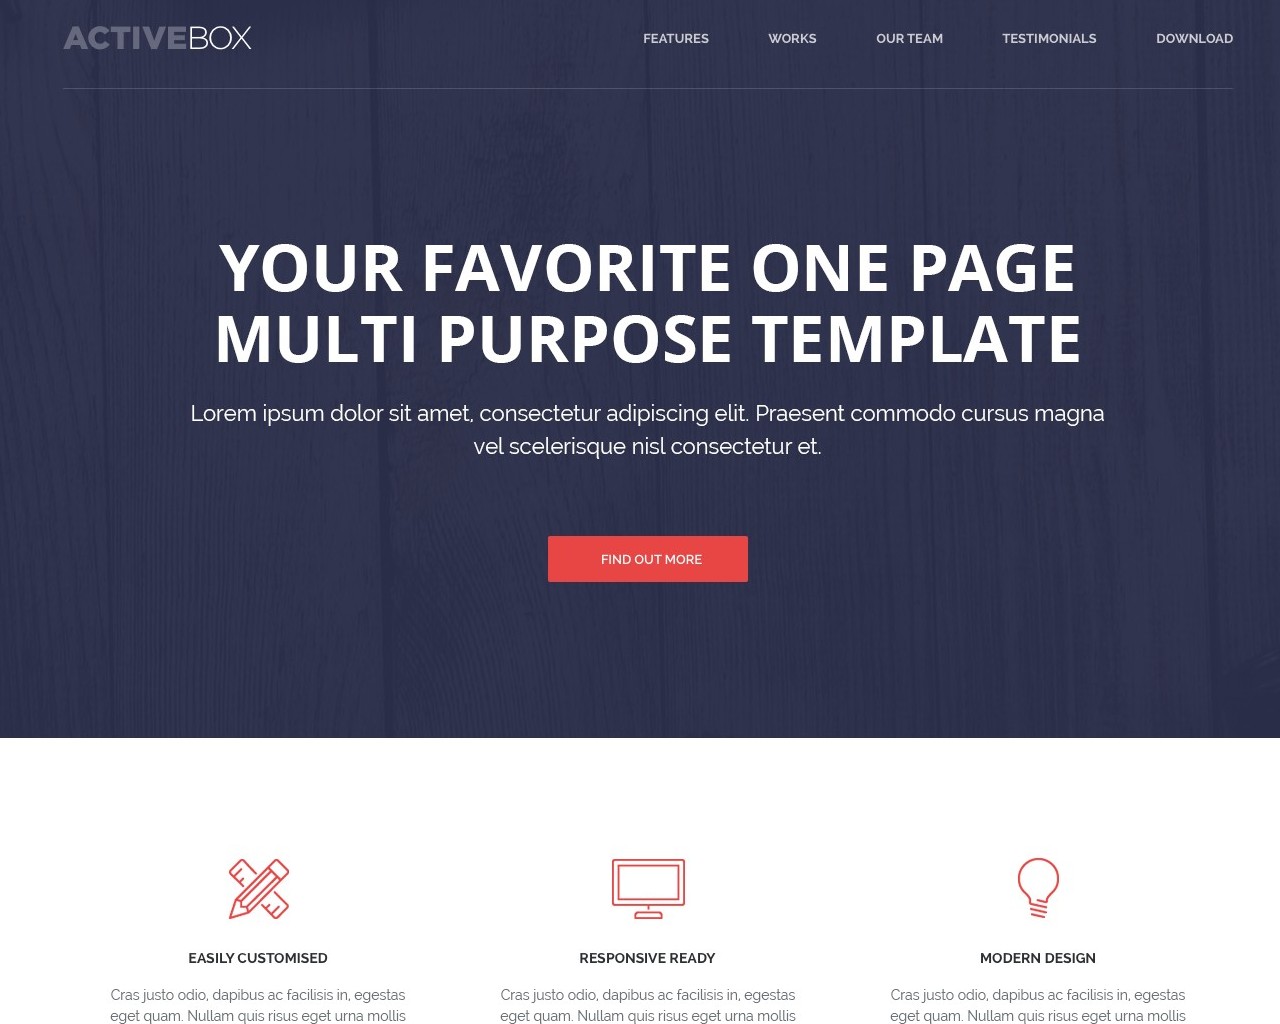 ACTIVEBOX
FEATURES WORKS OUR TEAM TESTIMONIALS DOWNLOAD
YOUR FAVORITE ONE PAGE
MULTI PURPOSE TEMPLATE
Lorem ipsum dolor sit amet, consectetur adipiscing elit. Praesent commodo cursus magna
vel scelerisque nisl consectetur et.
FIND OUT MORE
EASILY CUSTOMISED
Cras justo odio, dapibus ac facilisis in, egestas
eget quam. Nullam quis risus eget urna mollis
RESPONSIVE READY
Cras justo odio, dapibus ac facilisis in, egestas
eget quam. Nullam quis risus eget urna mollis
MODERN DESIGN
Cras justo odio, dapibus ac facilisis in, egestas
eget quam. Nullam quis risus eget urna mollis